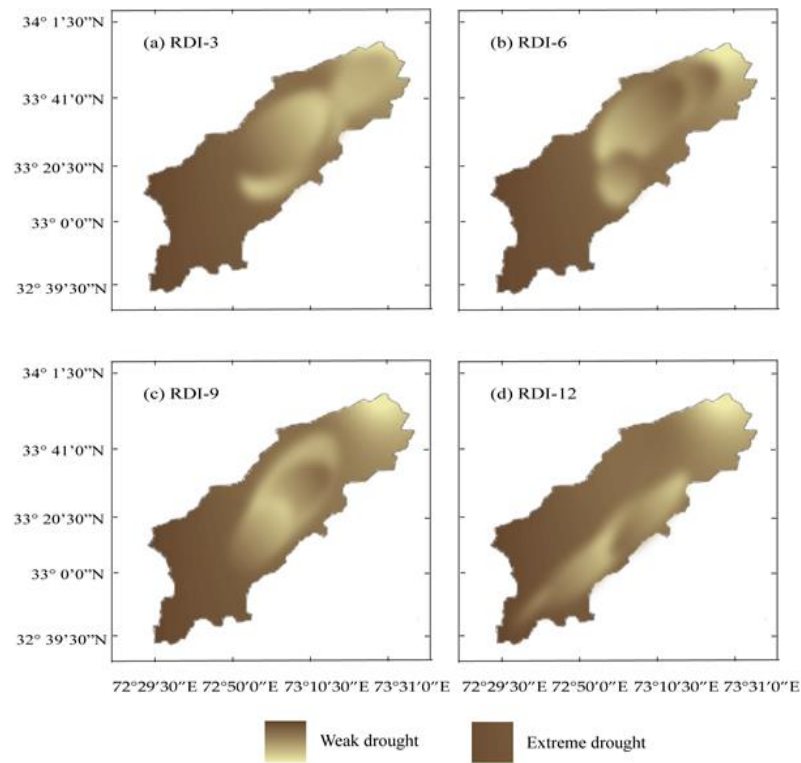 34° 1’30”N
(a) RDI-3
(b) RDI-6
33° 41’0”N
33° 20’30”N
33° 0’0”N
32° 39’30”N
34° 1’30”N
(c) RDI-9
(d) RDI-12
33° 41’0”N
33° 20’30”N
33° 0’0”N
32° 39’30”N
72°29’30”E 72°50’0”E 73°10’30”E 73°31’0”E 72°29’30”E 72°50’0”E 73°10’30”E 73°31’0”E
Weak drought Extreme drought